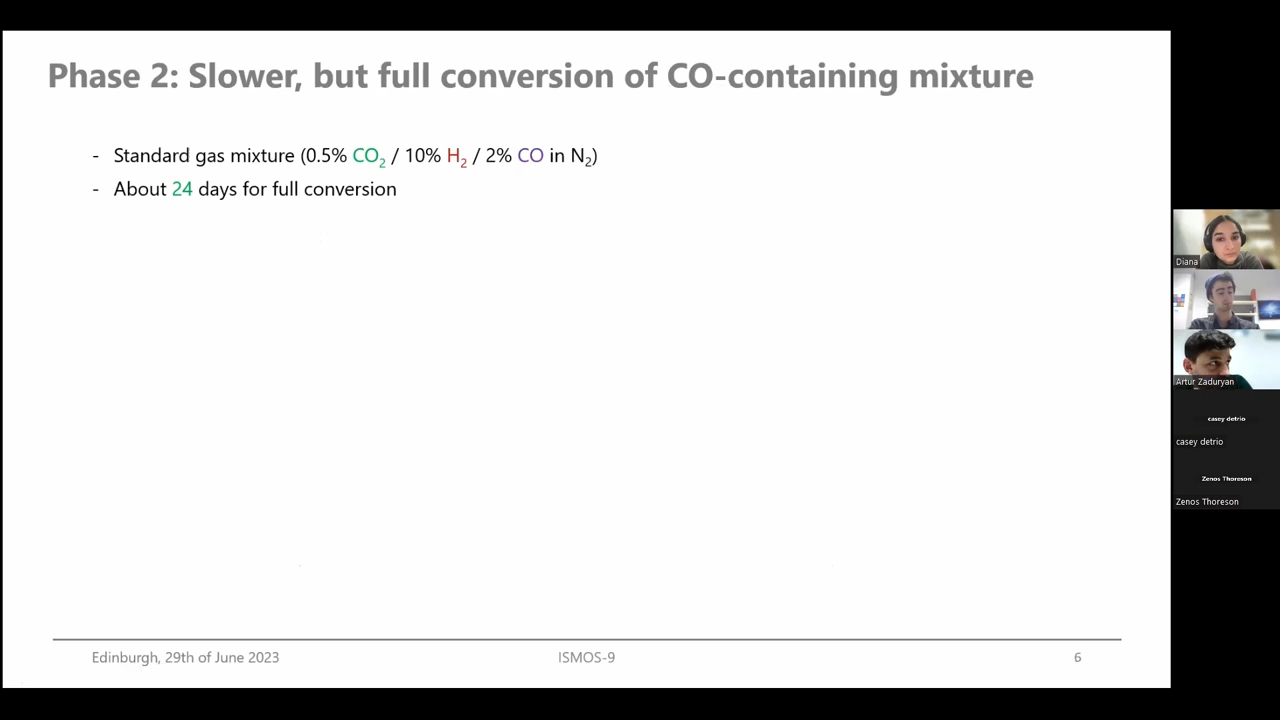 Phase 2: Slower, but full conversion of CO-containing mixture
- Standard gas mixture (0.5% CO₂ / 10% H₂ / 2% CO in N₂)
- About 24 days for full conversion
Edinburgh, 29th of June 2023
ISMOS-9
6
Diana
Artur Zaduryan
casey detrio
casey detrio
Zenos Thoreson
Zenos Thoreson